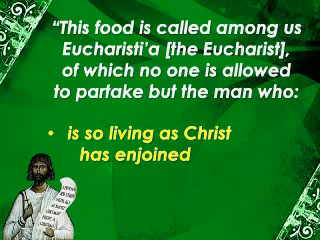 “This food is called among us
Eucharisti’a [the Eucharist],
of which no one is allowed
to partake but the man who:
• is so living as Christ
has enjoined